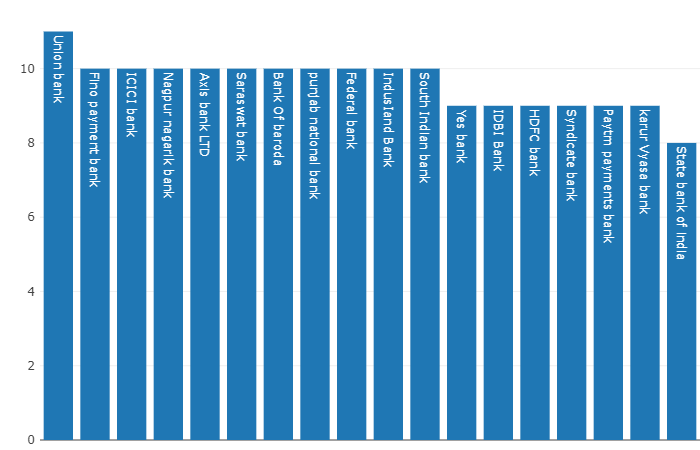 10
8
6
4
2
0
Union bank
Fino payment bank
ICICI bank
Nagpur nagarik bank
Axis bank LTD
Saraswat bank
Bank Of baroda
punjab national bank
Federal bank
IndusIand Bank
South Indian bank
Yes bank
IDBI Bank
HDFC bank
Syndicate bank
Paytm payments bank
karur Vyasa bank
State bank of India